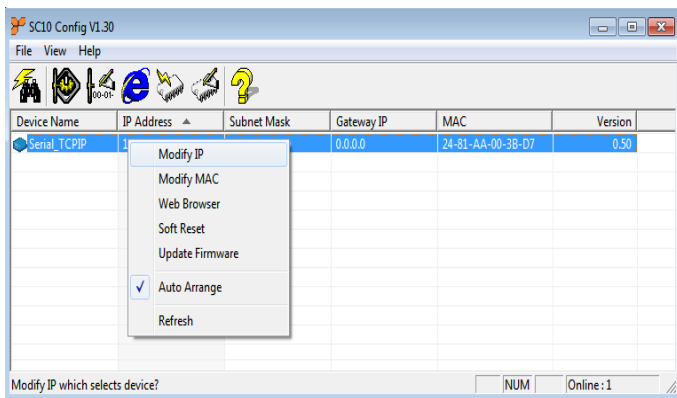 SC10 Config V1.30
File View Help
00-01-
Device Name IP Address Subnet Mask Gateway IP MAC Version
Serial_TCPIP 1 0.0.0.0 24-81-AA-00-3B-D7 0.50
Modify IP
Modify MAC
Web Browser
Soft Reset
Update Firmware
Auto Arrange
Refresh
Modify IP which selects device? NUM Online : 1